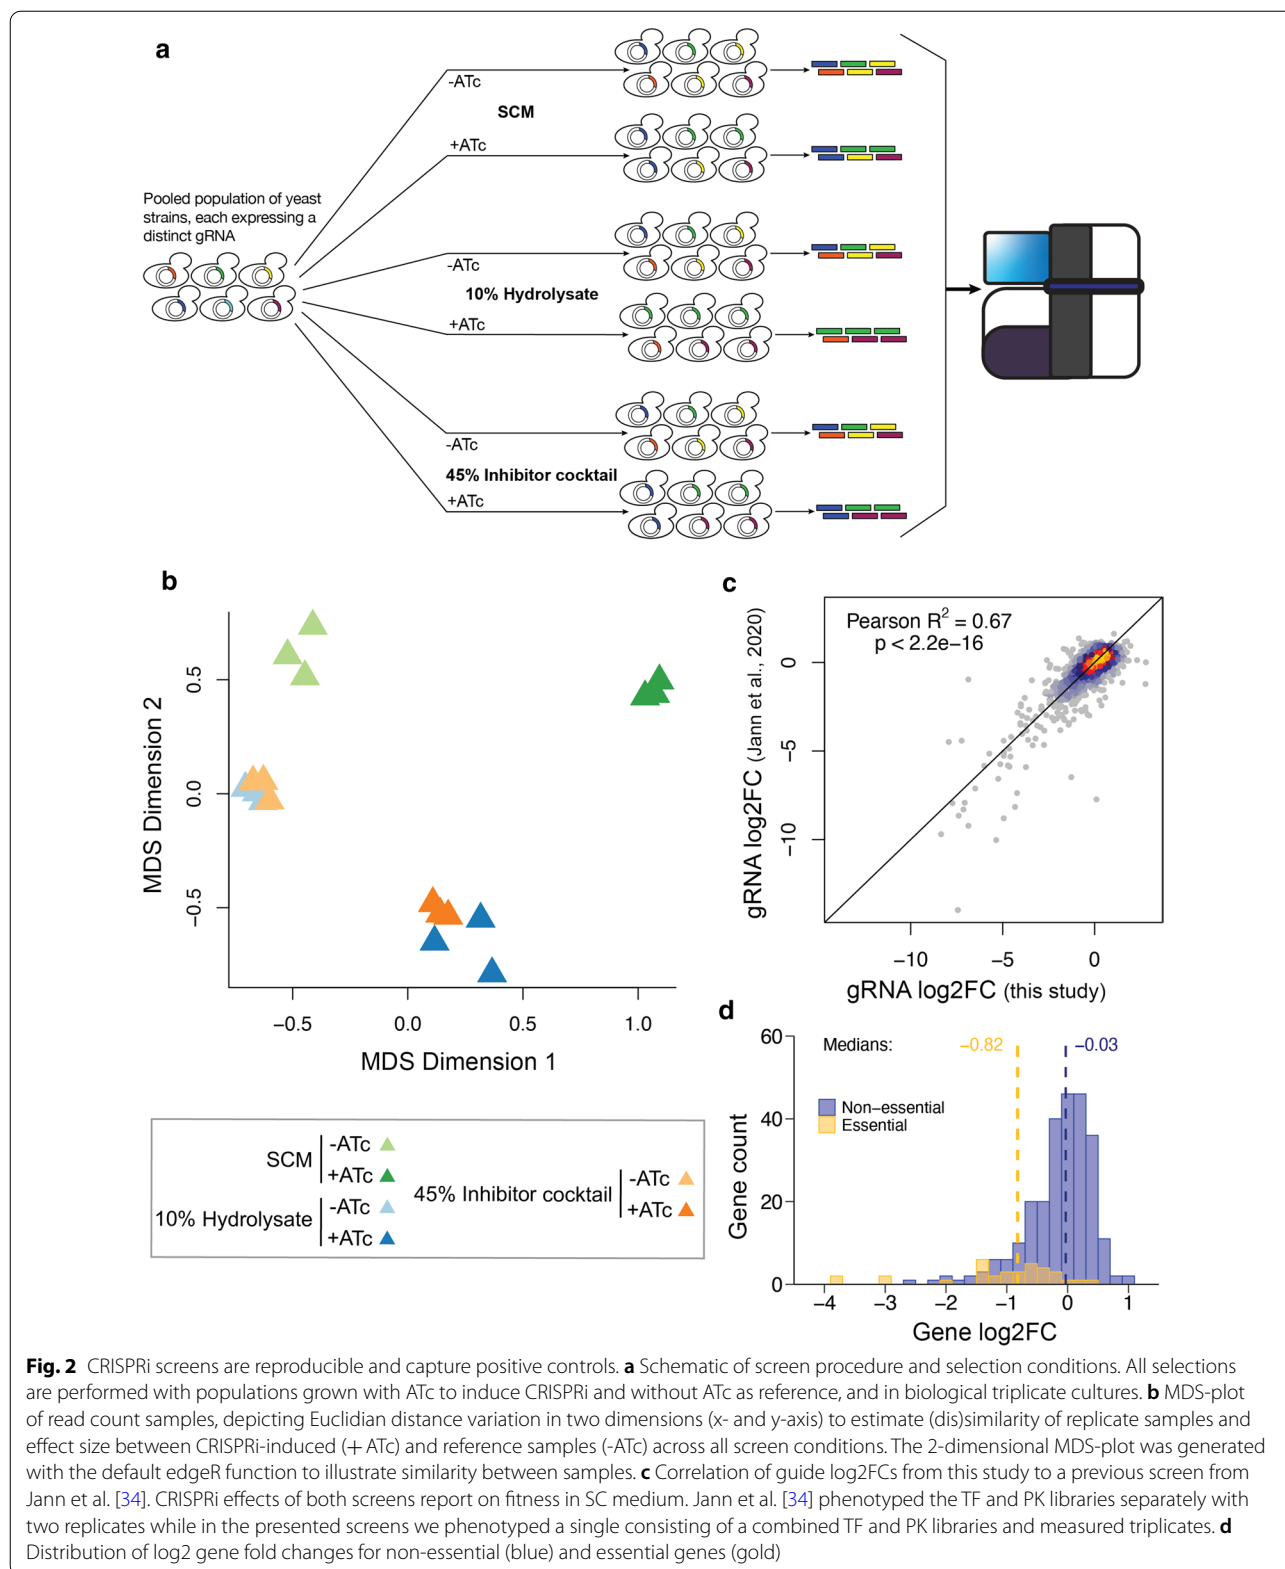 a
-ATc
SCM
+ATc
Pooled population of yeast
strains, each expressing a
distinct gRNA
-ATc
10% Hydrolysate
+ATc
-ATc
45% Inhibitor cocktail
+ATc
b
MDS Dimension 2
0.5
0.0
−0.5
−0.5
0.0
0.5
1.0
MDS Dimension 1
SCM
-ATc
+ATc
10% Hydrolysate
-ATc
+ATc
45% Inhibitor cocktail
-ATc
+ATc
c
Pearson R2 = 0.67
p < 2.2e−16
gRNA log2FC (Jann et al., 2020)
0
−5
−10
−10
−5
0
gRNA log2FC (this study)
d
Medians:
−0.82
−0.03
Non−essential
Essential
Gene count
60
40
20
0
−4
−3
−2
−1
0
1
Gene log2FC
Fig. 2 CRISPRi screens are reproducible and capture positive controls. a Schematic of screen procedure and selection conditions. All selections
are performed with populations grown with ATc to induce CRISPRi and without ATc as reference, and in biological triplicate cultures. b MDS-plot
of read count samples, depicting Euclidian distance variation in two dimensions (x- and y-axis) to estimate (dis)similarity of replicate samples and
effect size between CRISPRi-induced (+ ATc) and reference samples (-ATc) across all screen conditions. The 2-dimensional MDS-plot was generated
with the default edgeR function to illustrate similarity between samples. c Correlation of guide log2FCs from this study to a previous screen from
Jann et al. [34]. CRISPRi effects of both screens report on fitness in SC medium. Jann et al. [34] phenotyped the TF and PK libraries separately with
two replicates while in the presented screens we phenotyped a single consisting of a combined TF and PK libraries and measured triplicates. d
Distribution of log2 gene fold changes for non-essential (blue) and essential genes (gold)